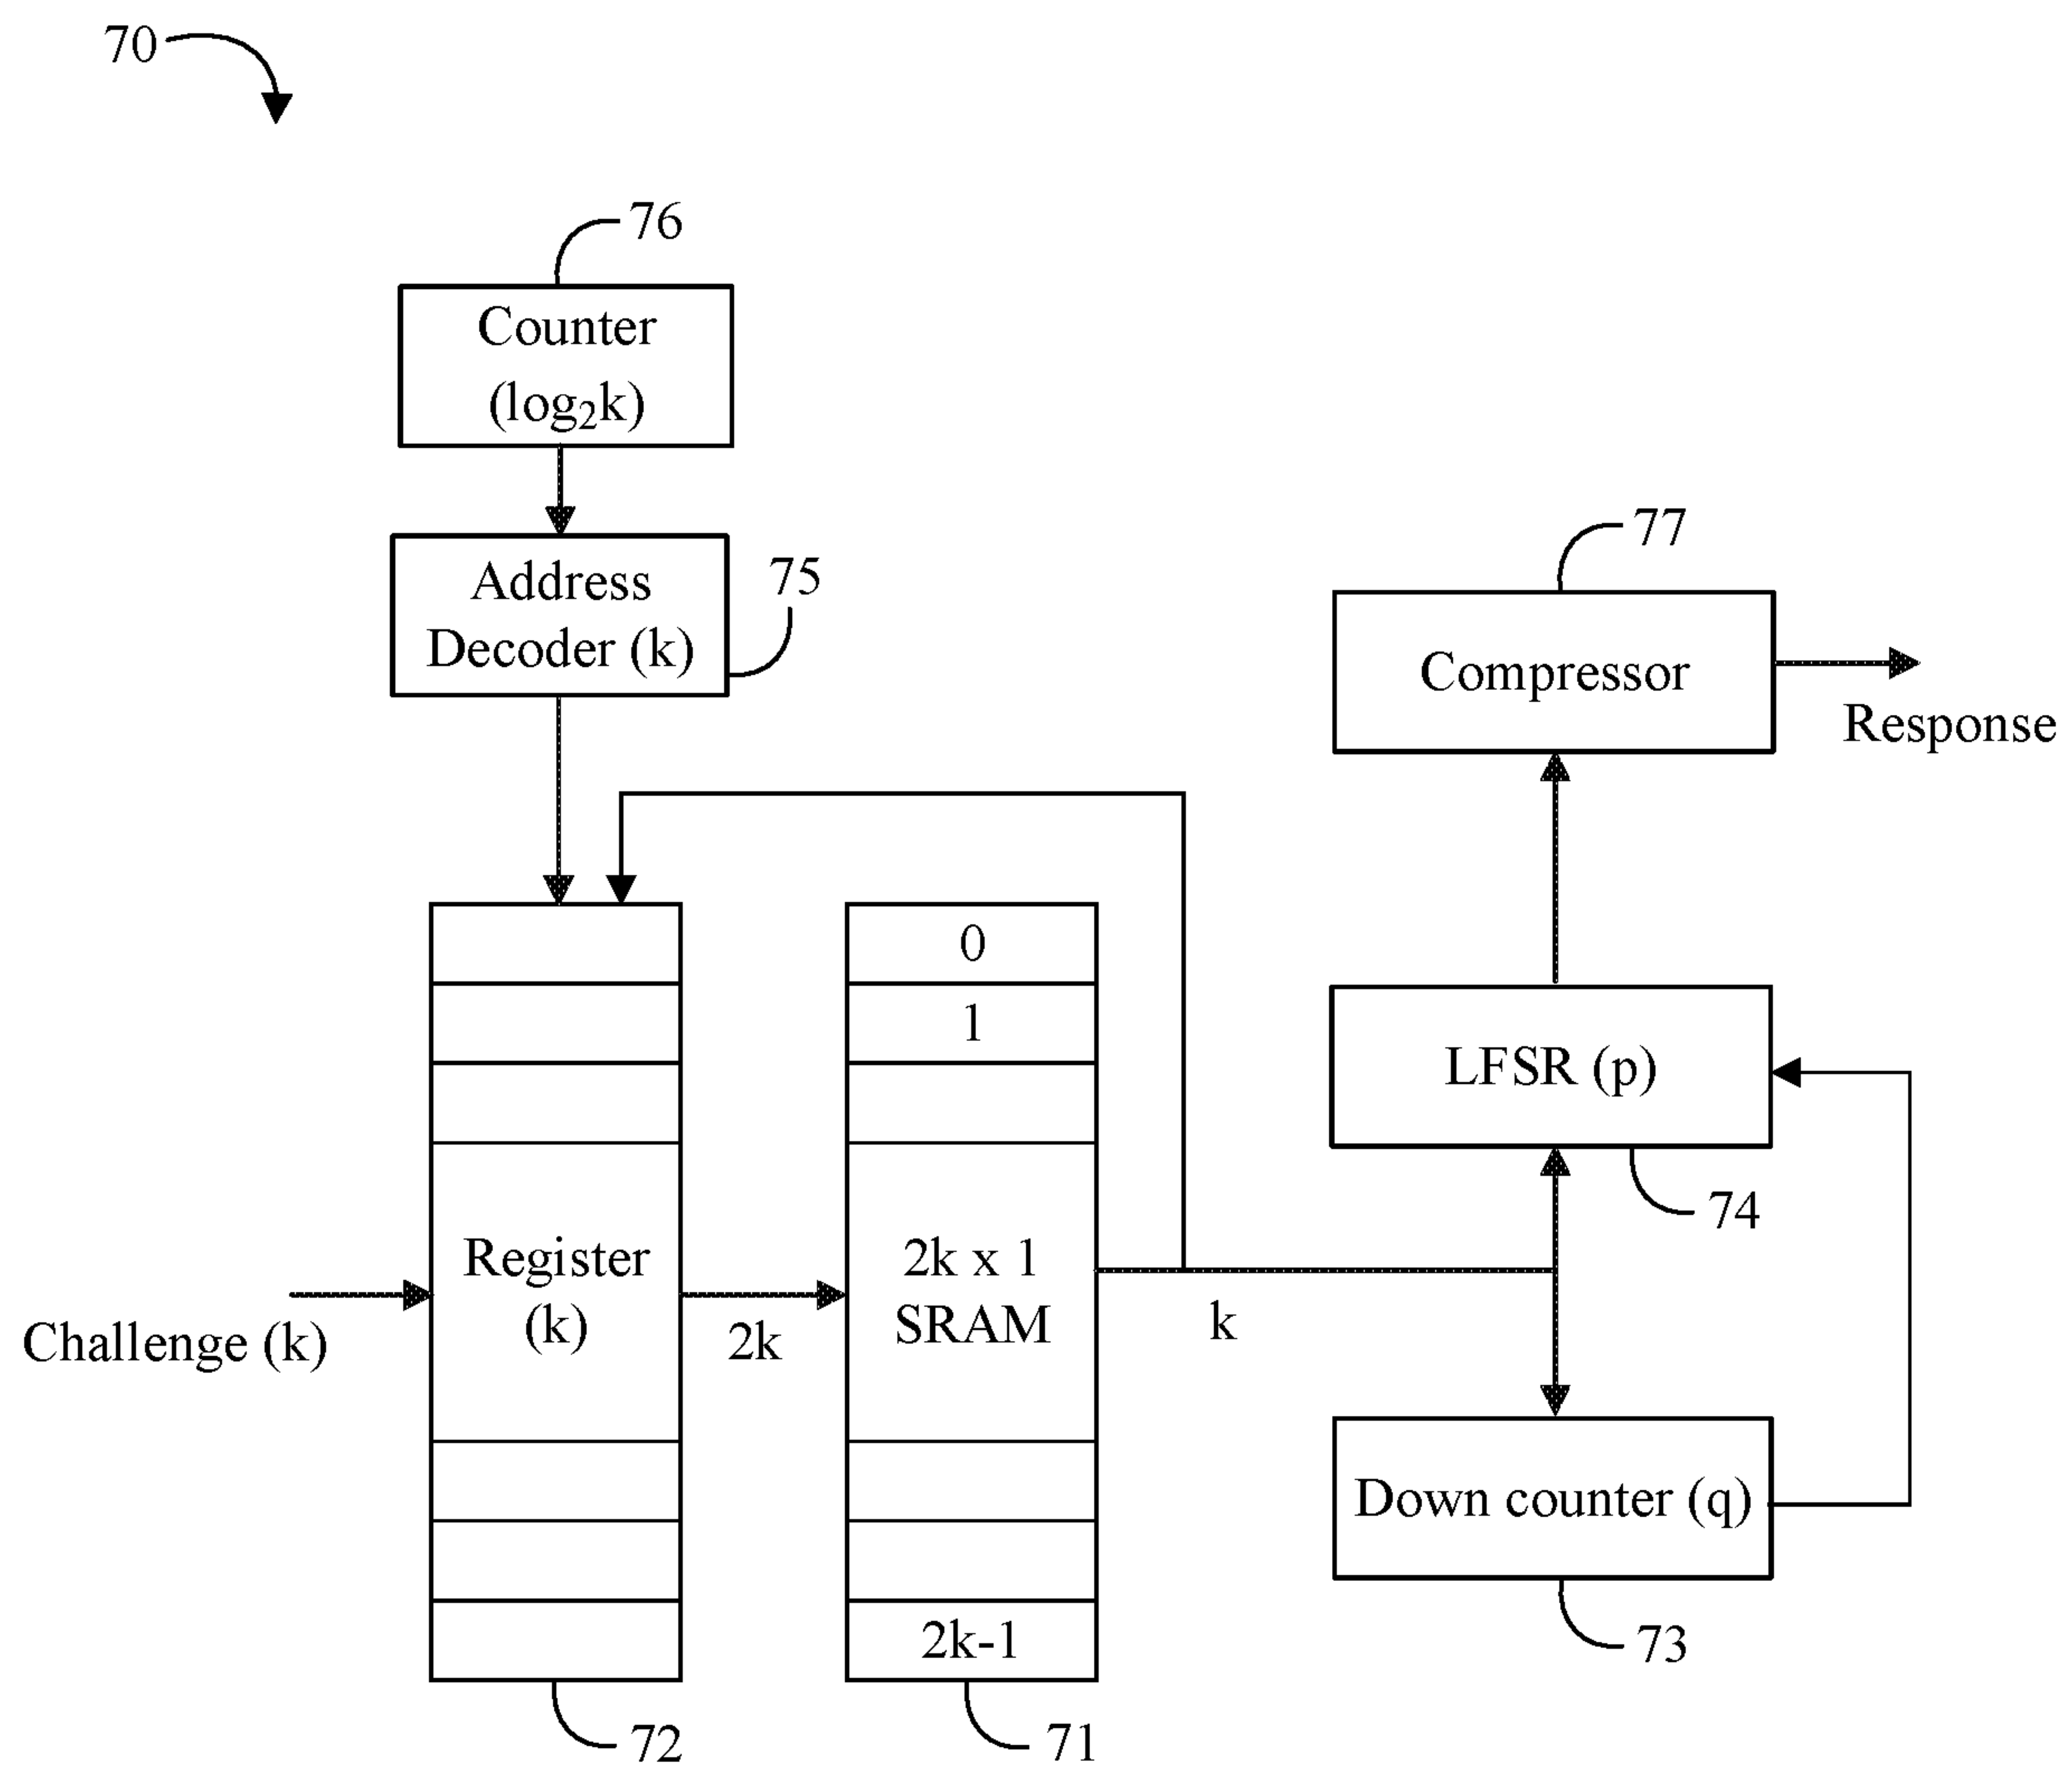 70
76
Counter
(log₂k)
Address
Decoder (k)
75
77
Compressor
Response
0
1
LFSR (p)
74
Register
(k)
2k x 1
SRAM
Challenge (k)
2k
k
Down counter (q)
73
2k-1
72
71